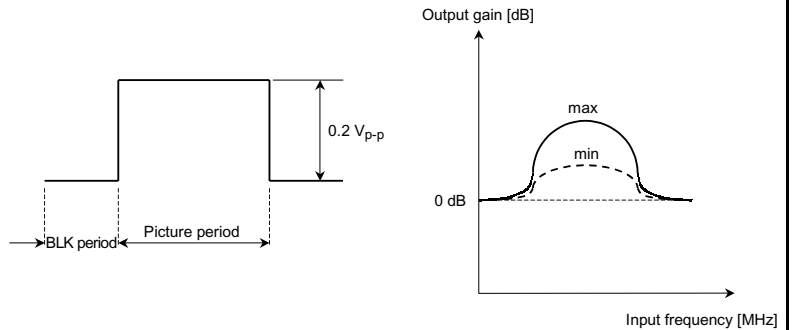 0.2 Vp-p
BLK period
Picture period
Output gain [dB]
max
min
0 dB
Input frequency [MHz]